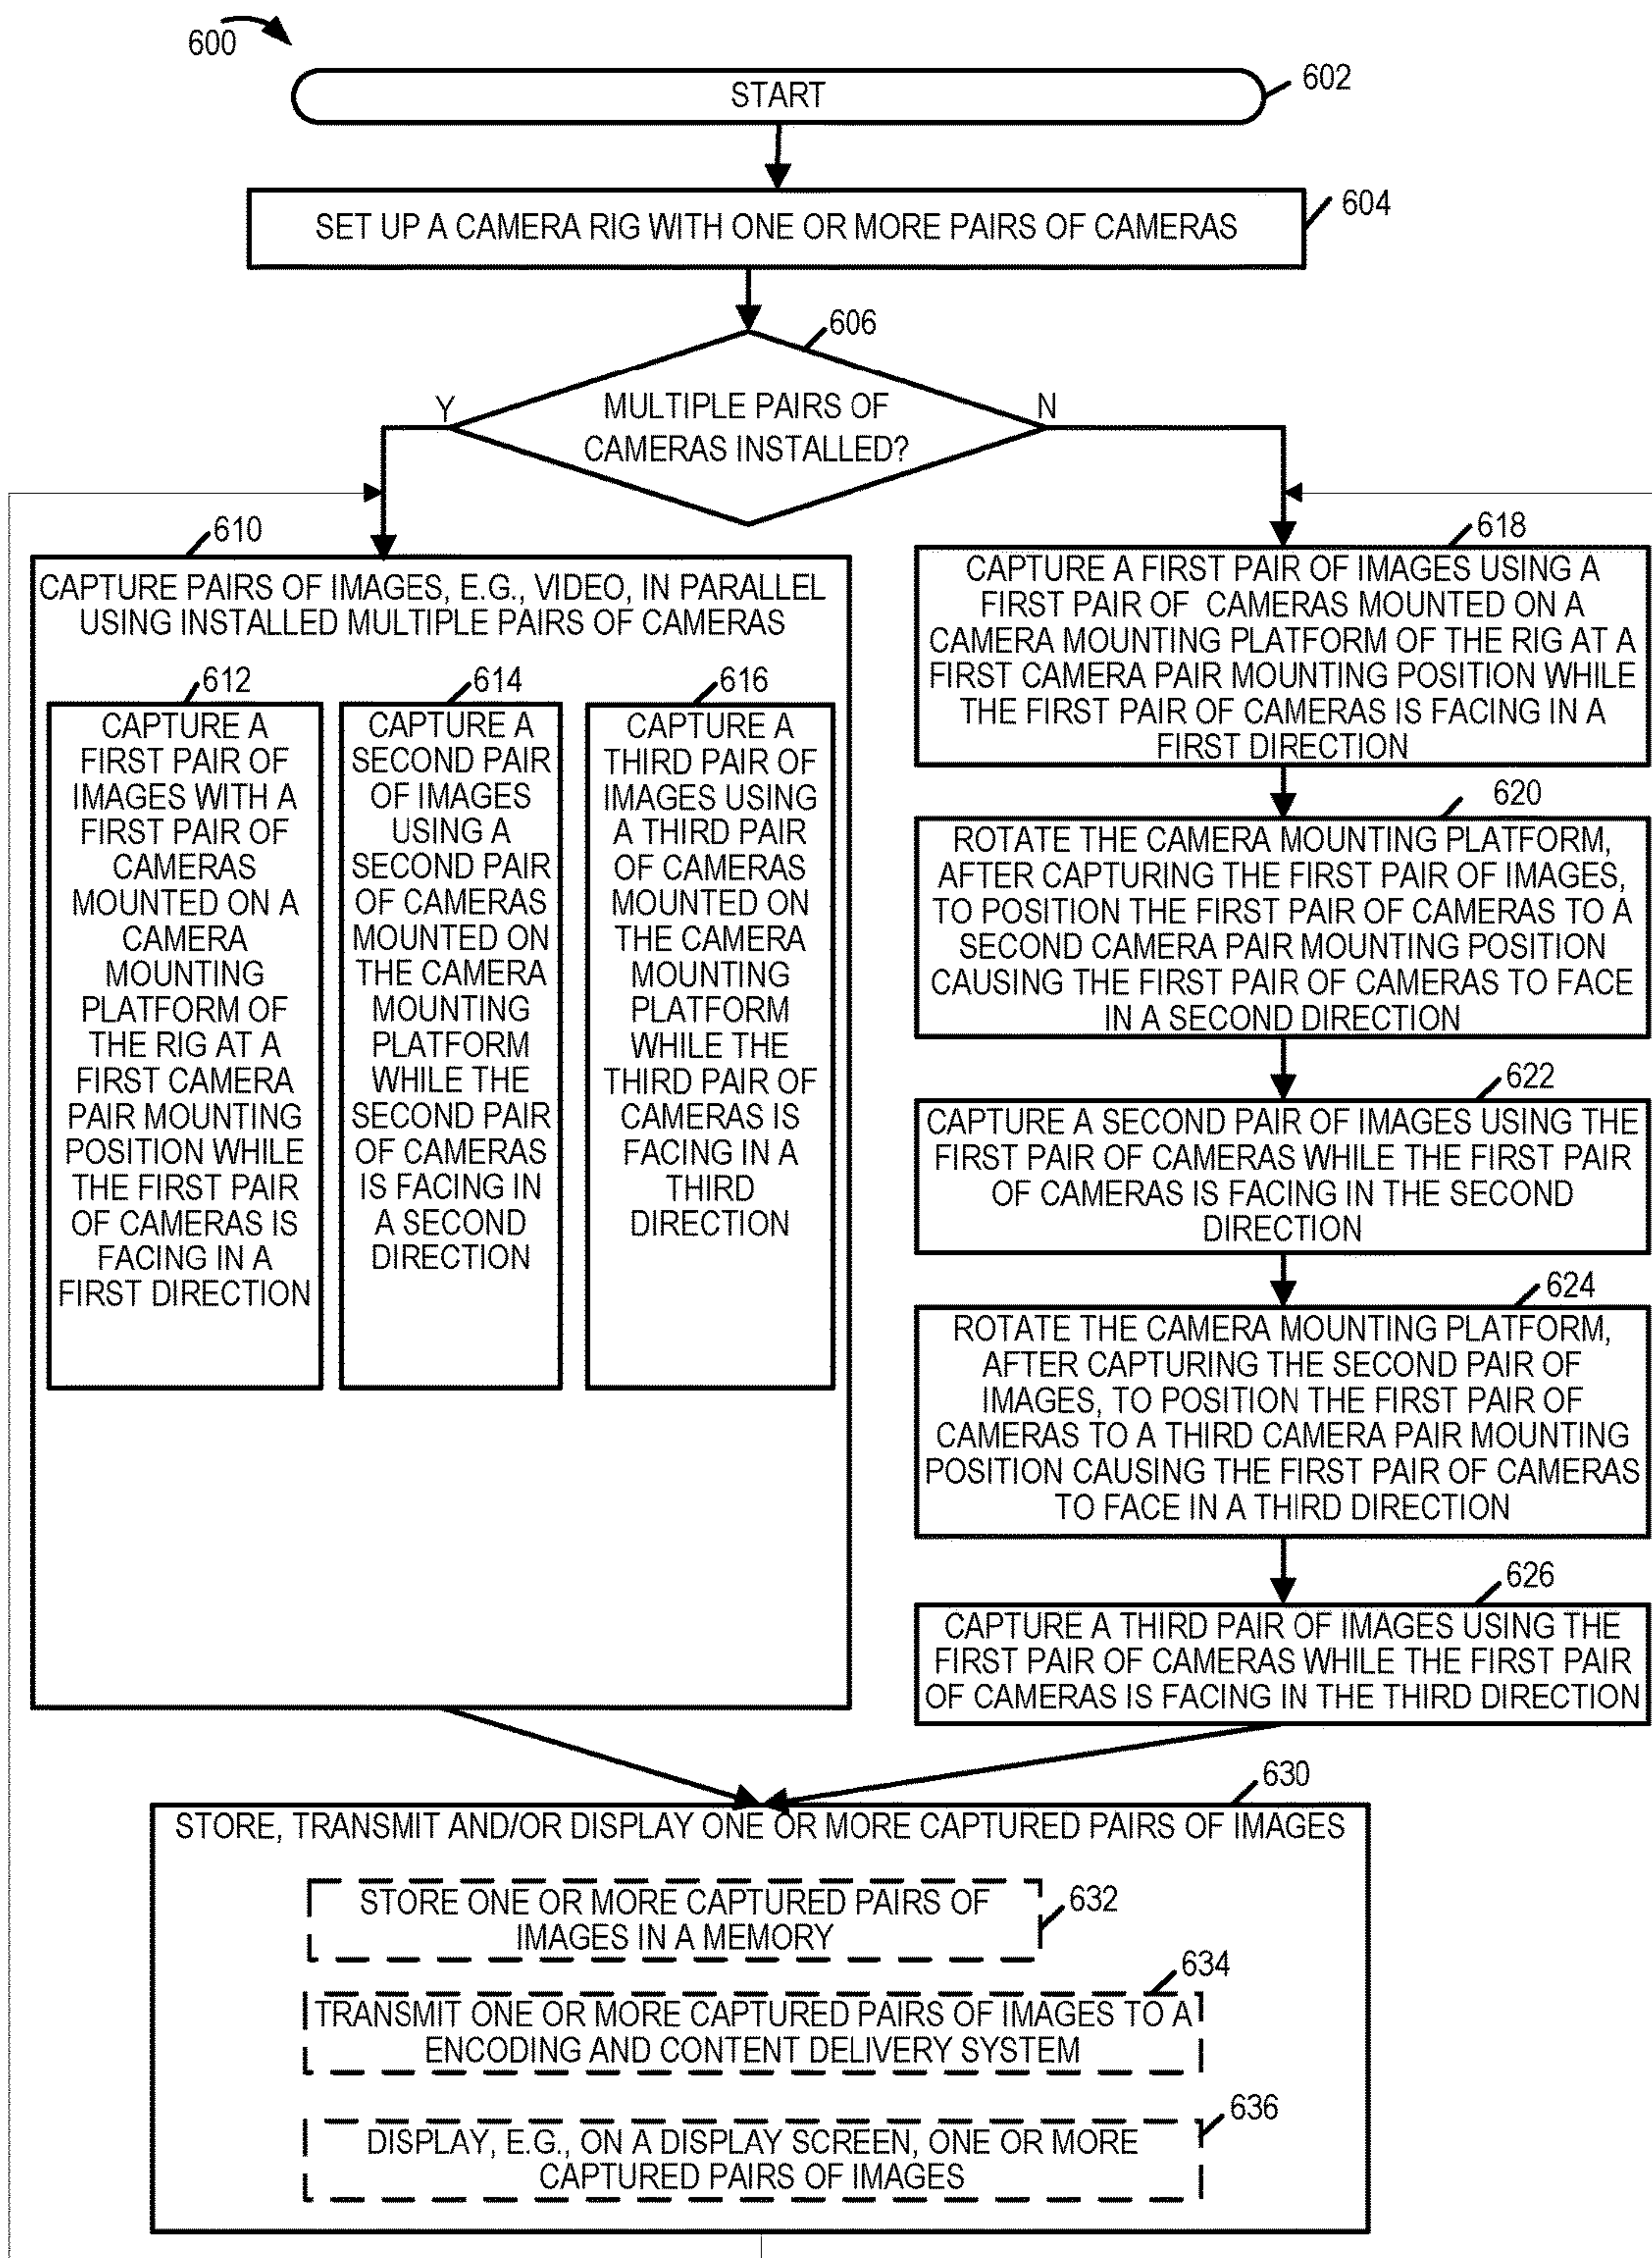 600
START
602
SET UP A CAMERA RIG WITH ONE OR MORE PAIRS OF CAMERAS
604
606
MULTIPLE PAIRS OF
CAMERAS INSTALLED?
Y
N
610
CAPTURE PAIRS OF IMAGES, E.G., VIDEO, IN PARALLEL
USING INSTALLED MULTIPLE PAIRS OF CAMERAS
612
CAPTURE A
FIRST PAIR OF
IMAGES WITH A
FIRST PAIR OF
CAMERAS
MOUNTED ON A
CAMERA
MOUNTING
PLATFORM OF
THE RIG AT A
FIRST CAMERA
PAIR MOUNTING
POSITION WHILE
THE FIRST PAIR
OF CAMERAS IS
FACING IN A
FIRST DIRECTION
614
CAPTURE A
SECOND PAIR
OF IMAGES
USING A
SECOND PAIR
OF CAMERAS
MOUNTED ON
THE CAMERA
MOUNTING
PLATFORM
WHILE THE
SECOND PAIR
OF CAMERAS
IS FACING IN
A SECOND
DIRECTION
616
CAPTURE A
THIRD PAIR OF
IMAGES USING
A THIRD PAIR
OF CAMERAS
MOUNTED ON
THE CAMERA
MOUNTING
PLATFORM
WHILE THE
THIRD PAIR OF
CAMERAS IS
FACING IN A
THIRD
DIRECTION
618
CAPTURE A FIRST PAIR OF IMAGES USING A
FIRST PAIR OF CAMERAS MOUNTED ON A
CAMERA MOUNTING PLATFORM OF THE RIG AT A
FIRST CAMERA PAIR MOUNTING POSITION WHILE
THE FIRST PAIR OF CAMERAS IS FACING IN A
FIRST DIRECTION
620
ROTATE THE CAMERA MOUNTING PLATFORM,
AFTER CAPTURING THE FIRST PAIR OF IMAGES,
TO POSITION THE FIRST PAIR OF CAMERAS TO A
SECOND CAMERA PAIR MOUNTING POSITION
CAUSING THE FIRST PAIR OF CAMERAS TO FACE
IN A SECOND DIRECTION
622
CAPTURE A SECOND PAIR OF IMAGES USING THE
FIRST PAIR OF CAMERAS WHILE THE FIRST PAIR
OF CAMERAS IS FACING IN THE SECOND
DIRECTION
624
ROTATE THE CAMERA MOUNTING PLATFORM,
AFTER CAPTURING THE SECOND PAIR OF
IMAGES, TO POSITION THE FIRST PAIR OF
CAMERAS TO A THIRD CAMERA PAIR MOUNTING
POSITION CAUSING THE FIRST PAIR OF CAMERAS
TO FACE IN A THIRD DIRECTION
626
CAPTURE A THIRD PAIR OF IMAGES USING THE
FIRST PAIR OF CAMERAS WHILE THE FIRST PAIR
OF CAMERAS IS FACING IN THE THIRD DIRECTION
630
STORE, TRANSMIT AND/OR DISPLAY ONE OR MORE CAPTURED PAIRS OF IMAGES
STORE ONE OR MORE CAPTURED PAIRS OF
IMAGES IN A MEMORY
632
634
TRANSMIT ONE OR MORE CAPTURED PAIRS OF IMAGES TO A
ENCODING AND CONTENT DELIVERY SYSTEM
636
DISPLAY, E.G., ON A DISPLAY SCREEN, ONE OR MORE
CAPTURED PAIRS OF IMAGES